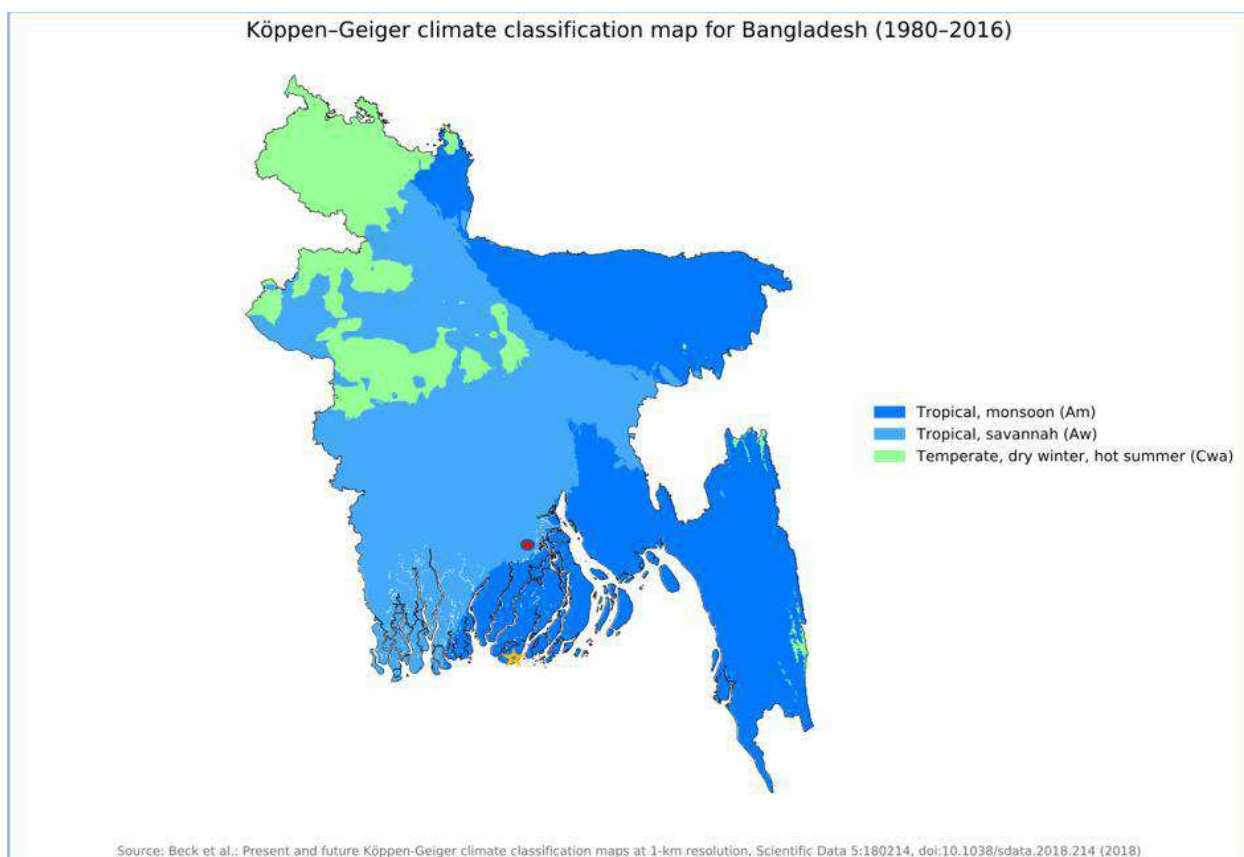 Köppen–Geiger climate classification map for Bangladesh (1980–2016)
Tropical, monsoon (Am)
Tropical, savannah (Aw)
Temperate, dry winter, hot summer (Cwa)
Source: Beck et al.: Present and future Köppen-Geiger climate classification maps at 1-km resolution, Scientific Data 5:180214, doi:10.1038/sdata.2018.214 (2018)